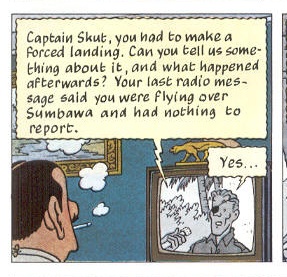 Captain Skut, you had to make a
forced landing. Can you tell us some-
thing about it, and what happened
afterwards? Your last radio mes-
sage said you were flying over
Sumbawa and had nothing to
report.
Yes...